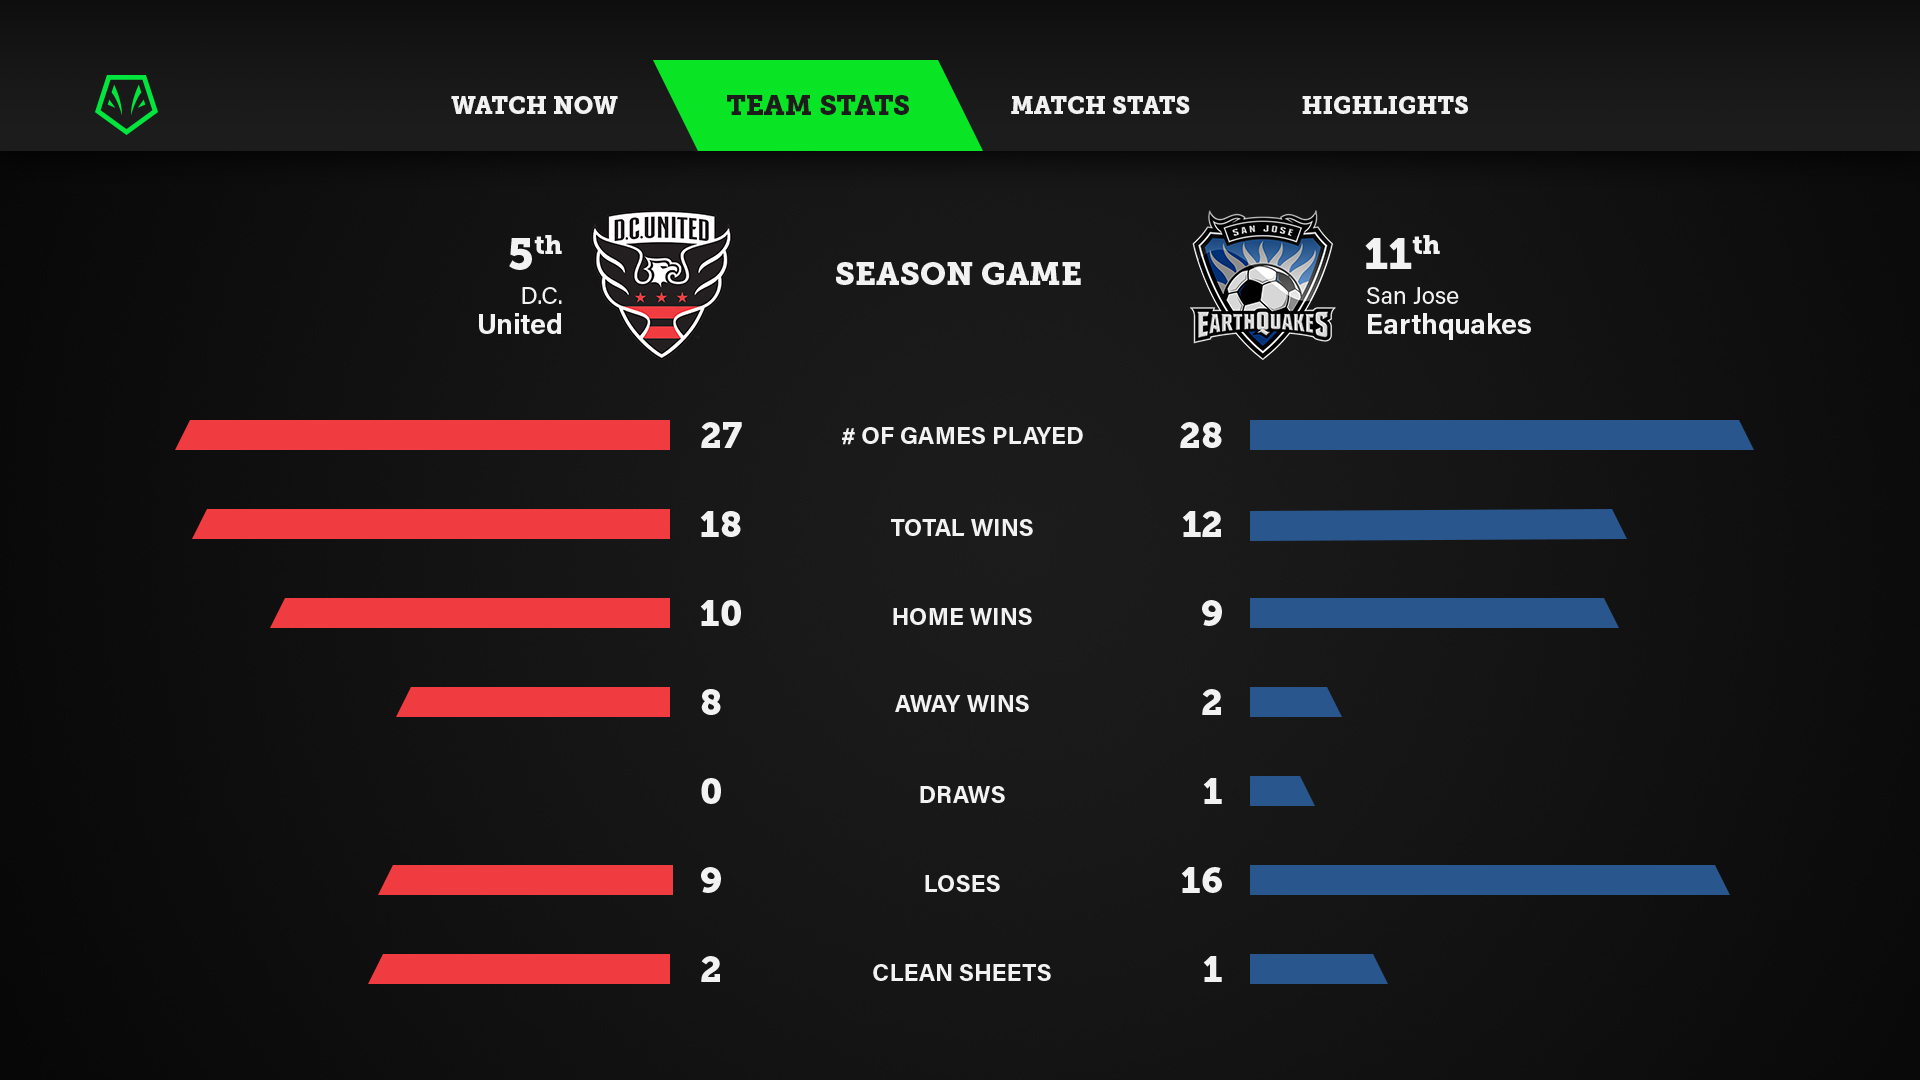 WATCH NOW TEAM STATS MATCH STATS HIGHLIGHTS
5th
D.C.
United
D.C.UNITED
SEASON GAME
SAN JOSE
EARTHQUAKES
11th
San Jose
Earthquakes
27 # OF GAMES PLAYED 28
18 TOTAL WINS 12
10 HOME WINS 9
8 AWAY WINS 2
0 DRAWS 1
9 LOSES 16
2 CLEAN SHEETS 1